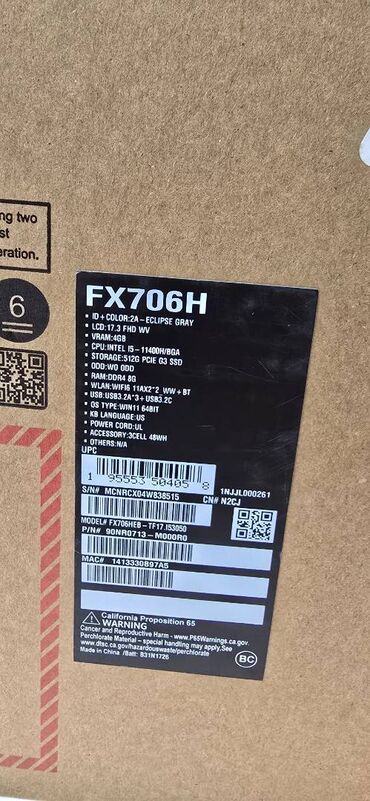 ng two
st
eration.
6
FX706H
• ID+COLOR:2A-ECLIPSE GRAY
• LCD:17.3 FHD WV
• VRAM:4GB
• CPU:INTEL I5-11400H/BGA
• STORAGE:512G PCIE G3 SSD
• ODD:WO ODD
• RAM:DDR4 8G
• WLAN:WIFI6 11AX2*2 WW+BT
• USB:USB3.2A*3+USB3.2C
• OS TYPE:WIN11 64BIT
• KB LANGUAGE:US
• POWER CORD:UL
• ACCESSORY:3CELL 48WH
• OTHERS:N/A
UPC
1 95553 50405 8
1NJJL000261
S/N# MCNRCX04W838515
CN# N2CJ
MODEL# FX706HEB-TF17.I53050
P/N# 90NR0713-M000R0
MAC# 1413330B97A5
California Proposition 65
WARNING
Cancer and Reproductive Harm - www.P65Warnings.ca.gov.
Perchlorate Material - special handling may apply.See
www.dtsc.ca.gov/hazardouswaste/perchlorate
Made in China /Batt: B31N1726
BC